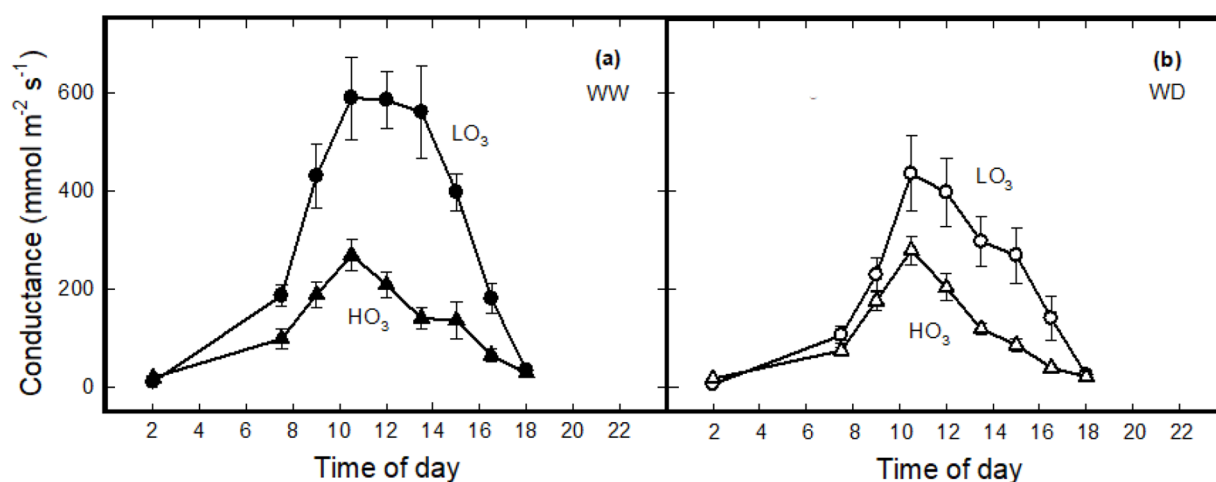 Conductance (mmol m⁻² s⁻¹)
600
400
200
0
(a)
WW
LO₃
HO₃
2 4 6 8 10 12 14 16 18 20 22
Time of day
(b)
WD
LO₃
HO₃
2 4 6 8 10 12 14 16 18 20 22
Time of day